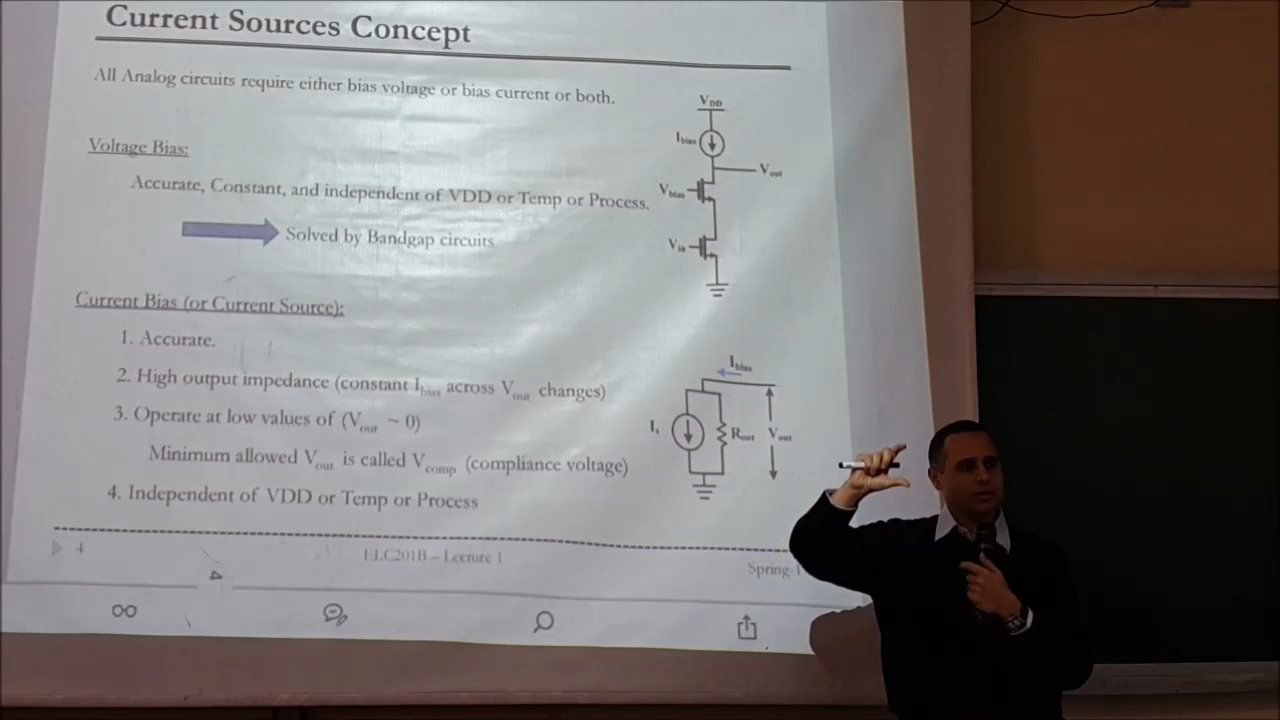 Current Sources Concept
All Analog circuits require either bias voltage or bias current or both.
Voltage Bias:
Accurate, Constant, and independent of VDD or Temp or Process.
Solved by Bandgap circuits
Current Bias (or Current Source):
1. Accurate.
2. High output impedance (constant Ibias across Vout changes)
3. Operate at low values of (Vout ~ 0)
Minimum allowed Vout is called Vcomp (compliance voltage)
4. Independent of VDD or Temp or Process
VDD
Ibias
Vout
Vbias
Vin
Ibias
Is
Rout
Vout
4
ELC201B – Lecture 1
Spring-